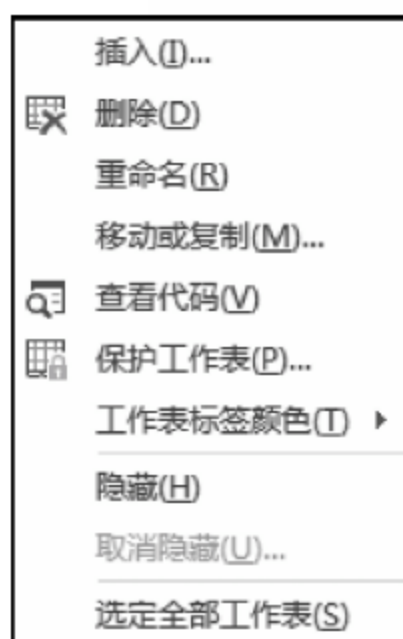 插入(I)...
删除(D)
重命名(R)
移动或复制(M)...
查看代码(V)
保护工作表(P)...
工作表标签颜色(T)
隐藏(H)
取消隐藏(U)...
选定全部工作表(S)